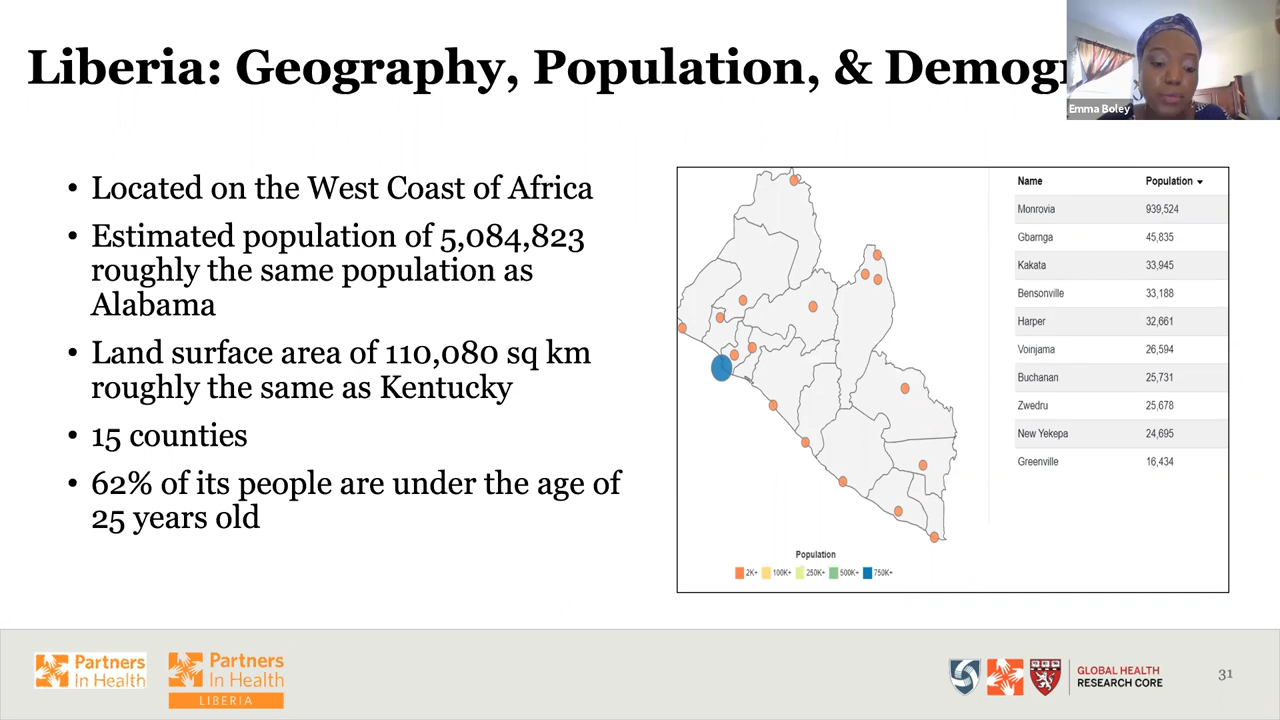 Liberia: Geography, Population, & Demogr
Emma Boley
• Located on the West Coast of Africa
• Estimated population of 5,084,823
roughly the same population as
Alabama
• Land surface area of 110,080 sq km
roughly the same as Kentucky
• 15 counties
• 62% of its people are under the age of
25 years old
Name Population
Monrovia 939,524
Gbarnga 45,835
Kakata 33,945
Bensonville 33,188
Harper 32,661
Voinjama 26,594
Buchanan 25,731
Zwedru 25,678
New Yekepa 24,695
Greenville 16,434
Population
2K+ 100K+ 250K+ 500K+ 750K+
Partners
In Health
Partners
In Health
LIBERIA
GLOBAL HEALTH
RESEARCH CORE
31